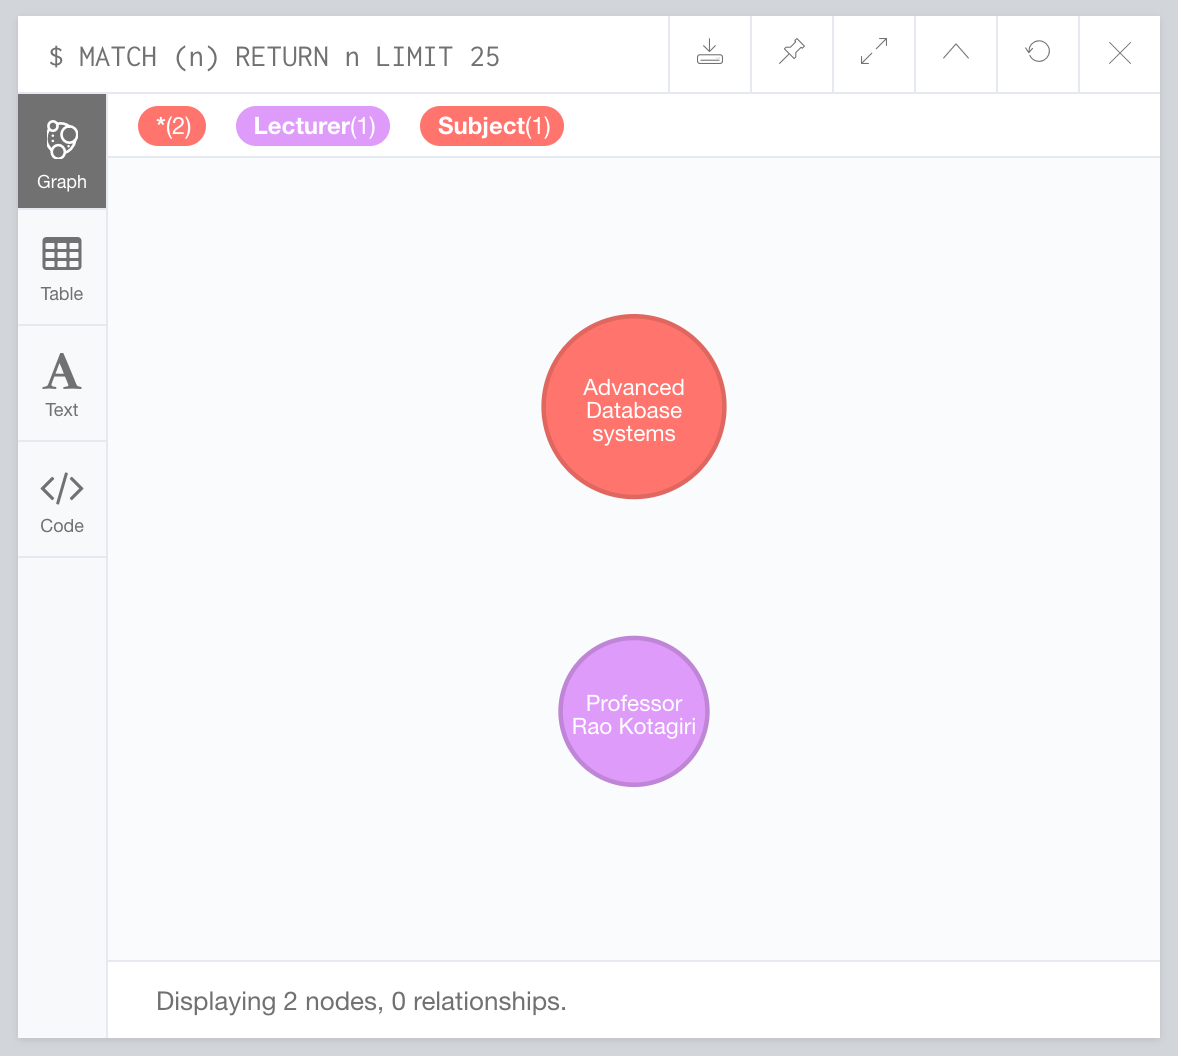 $ MATCH (n) RETURN n LIMIT 25
*(2) Lecturer(1) Subject(1)
Graph
Table
Text
Code
Advanced
Database
systems
Professor
Rao Kotagiri
Displaying 2 nodes, 0 relationships.